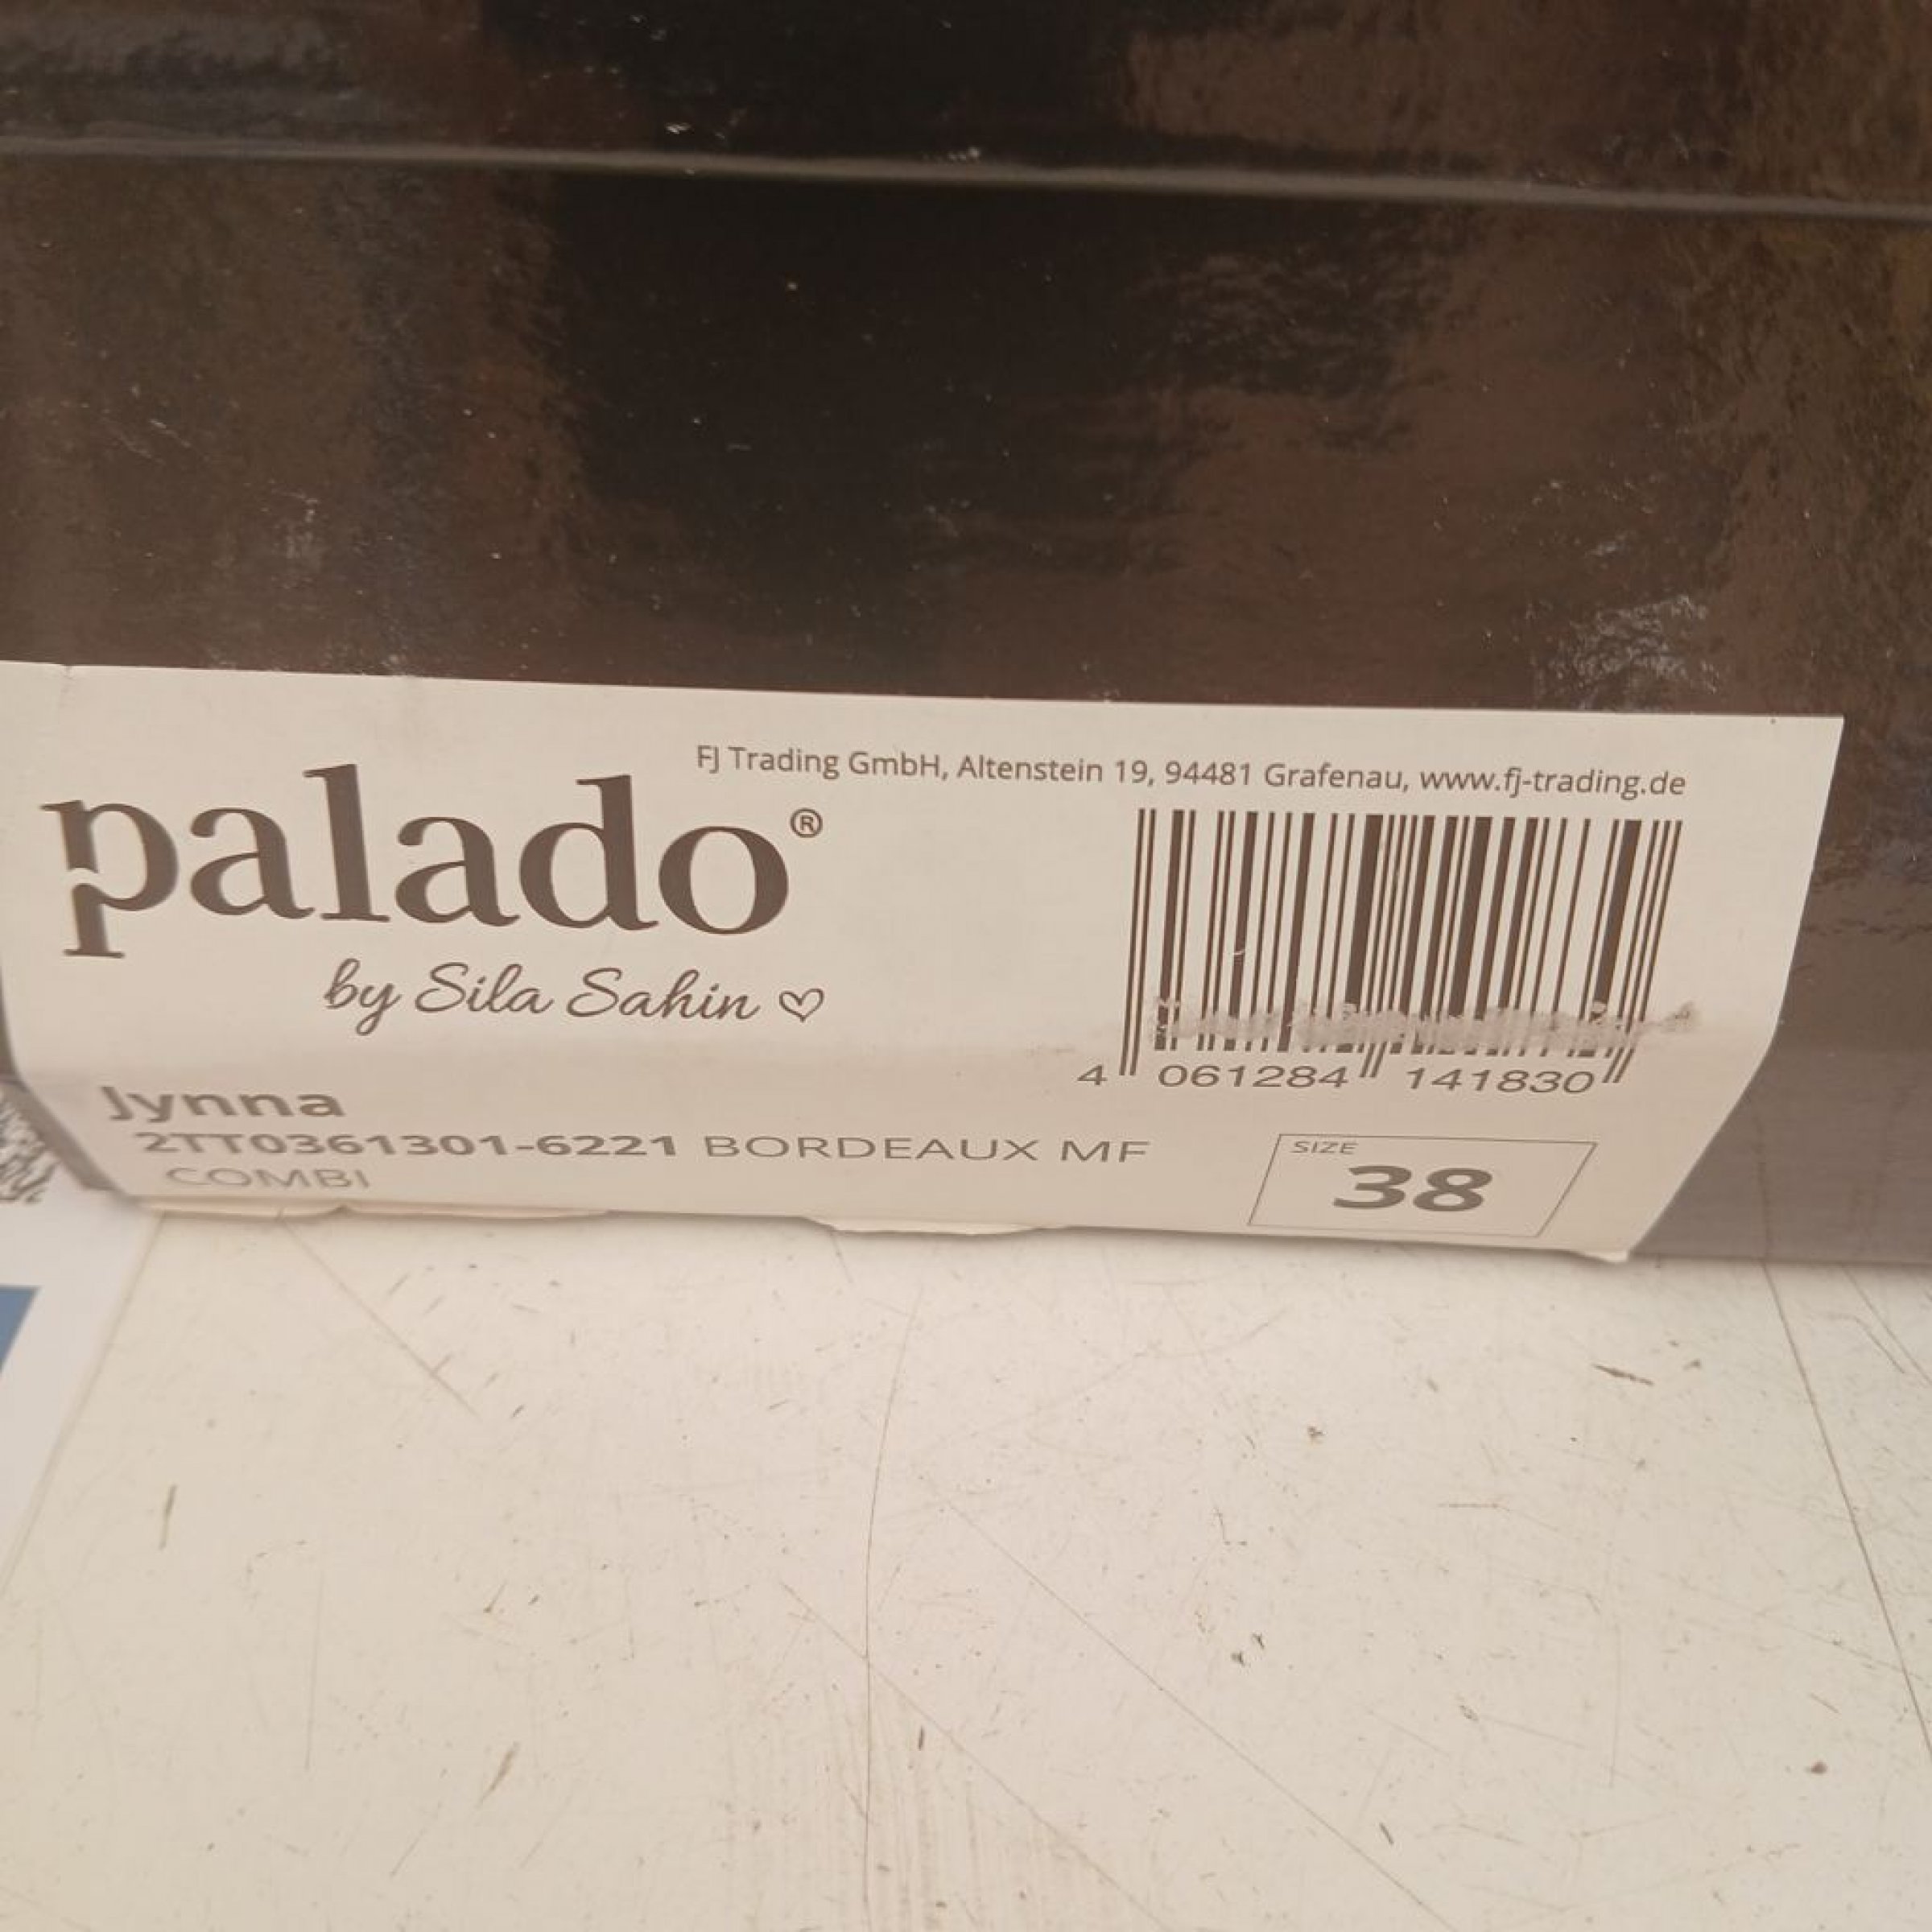 FJ Trading GmbH, Altenstein 19, 94481 Grafenau, www.fj-trading.de
palado®
by Sila Sahin ♡
4 061284 141830
Jynna
2TT0361301-6221 BORDEAUX MF
COMBI
SIZE
38